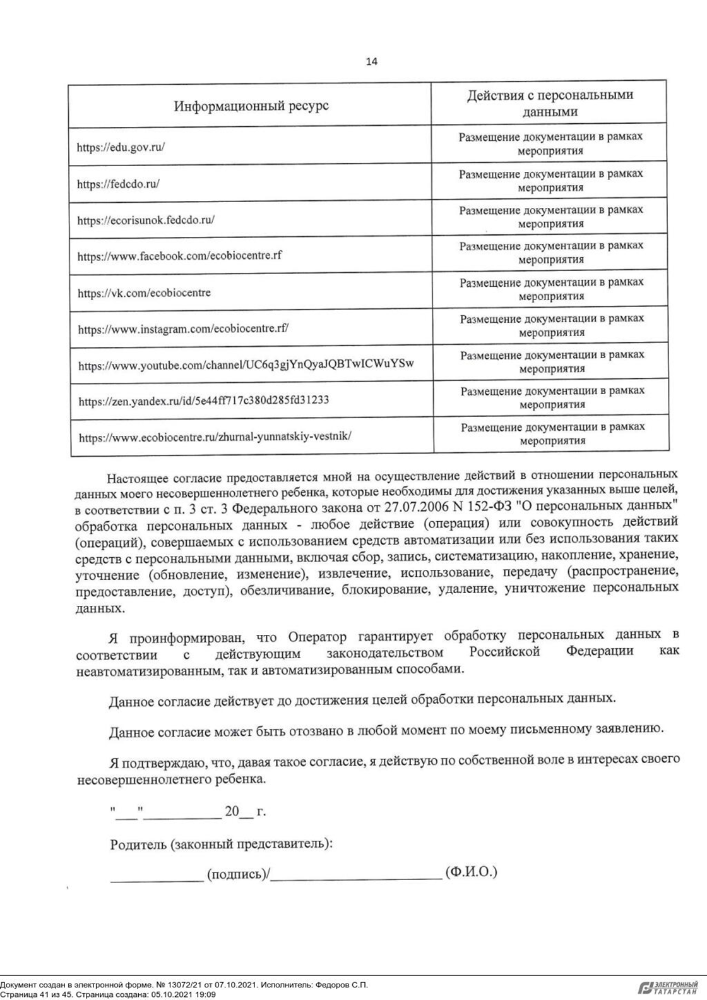 14
Информационный ресурс
Действия с персональными
данными
https://edu.gov.ru/
Размещение документации в рамках
мероприятия
https://fedcdo.ru/
Размещение документации в рамках
мероприятия
https://ecorisunok.fedcdo.ru/
Размещение документации в рамках
мероприятия
https://www.facebook.com/ecobiocentre.rf
Размещение документации в рамках
мероприятия
https://vk.com/ecobiocentre
Размещение документации в рамках
мероприятия
https://www.instagram.com/ecobiocentre.rf/
Размещение документации в рамках
мероприятия
https://www.youtube.com/channel/UC6q3gjYnQyaJQBTwICWuYSw
Размещение документации в рамках
мероприятия
https://zen.yandex.ru/id/5e44ff717c380d285fd31233
Размещение документации в рамках
мероприятия
https://www.ecobiocentre.ru/zhurnal-yunnatskiy-vestnik/
Размещение документации в рамках
мероприятия
Настоящее согласие предоставляется мной на осуществление действий в отношении персональных
данных моего несовершеннолетнего ребенка, которые необходимы для достижения указанных выше целей,
в соответствии с п. 3 ст. 3 Федерального закона от 27.07.2006 N 152-ФЗ "О персональных данных"
обработка персональных данных - любое действие (операция) или совокупность действий
(операций), совершаемых с использованием средств автоматизации или без использования таких
средств с персональными данными, включая сбор, запись, систематизацию, накопление, хранение,
уточнение (обновление, изменение), извлечение, использование, передачу (распространение,
предоставление, доступ), обезличивание, блокирование, удаление, уничтожение персональных
данных.
Я проинформирован, что Оператор гарантирует обработку персональных данных в
соответствии с действующим законодательством Российской Федерации как
неавтоматизированным, так и автоматизированным способами.
Данное согласие действует до достижения целей обработки персональных данных.
Данное согласие может быть отозвано в любой момент по моему письменному заявлению.
Я подтверждаю, что, давая такое согласие, я действую по собственной воле в интересах своего
несовершеннолетнего ребенка.
"___"___________ 20__ г.
Родитель (законный представитель):
_____________ (подпись)/________________________ (Ф.И.О.)
Документ создан в электронной форме. № 13072/21 от 07.10.2021. Исполнитель: Федоров С.П.
Страница 41 из 45. Страница создана: 05.10.2021 19:09
ЭЛЕКТРОННЫЙ
ТАТАРСТАН